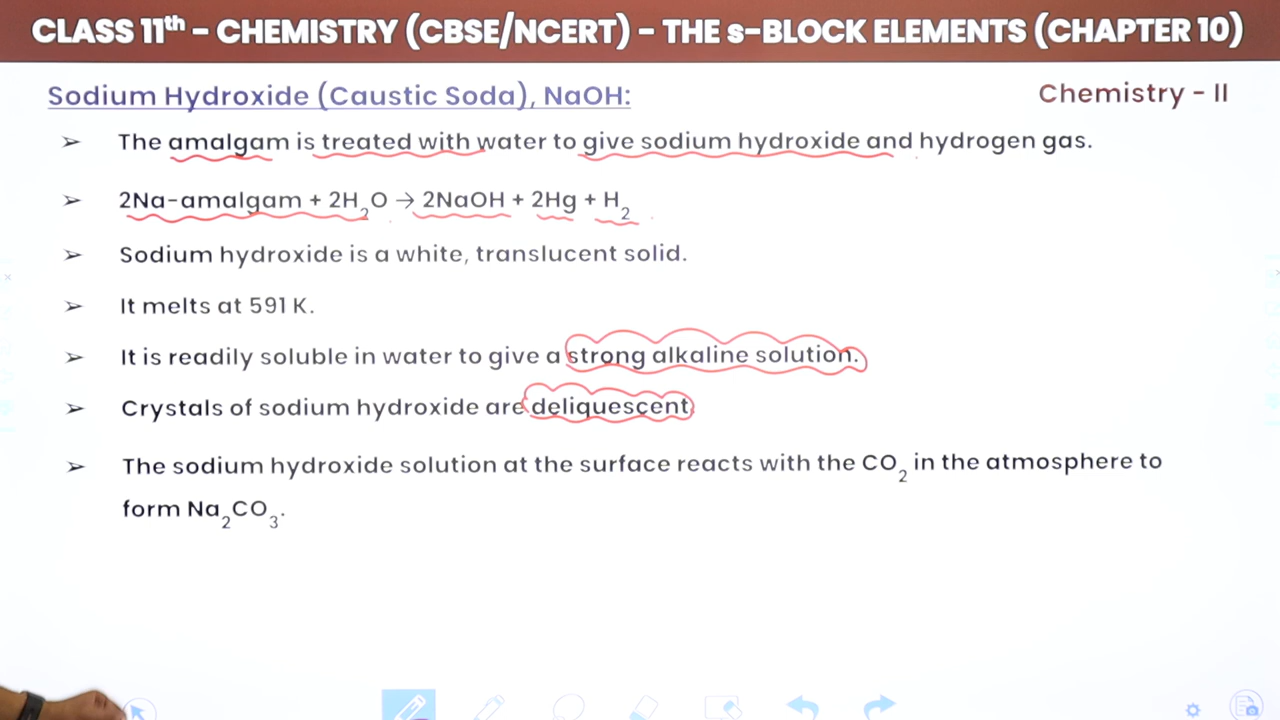 CLASS 11th – CHEMISTRY (CBSE/NCERT) – THE s-BLOCK ELEMENTS (CHAPTER 10)
Sodium Hydroxide (Caustic Soda), NaOH:
Chemistry - II
➢ The amalgam is treated with water to give sodium hydroxide and hydrogen gas.
➢ 2Na-amalgam + 2H₂O → 2NaOH + 2Hg + H₂
➢ Sodium hydroxide is a white, translucent solid.
➢ It melts at 591 K.
➢ It is readily soluble in water to give a strong alkaline solution.
➢ Crystals of sodium hydroxide are deliquescent
➢ The sodium hydroxide solution at the surface reacts with the CO₂ in the atmosphere to
form Na₂CO₃.